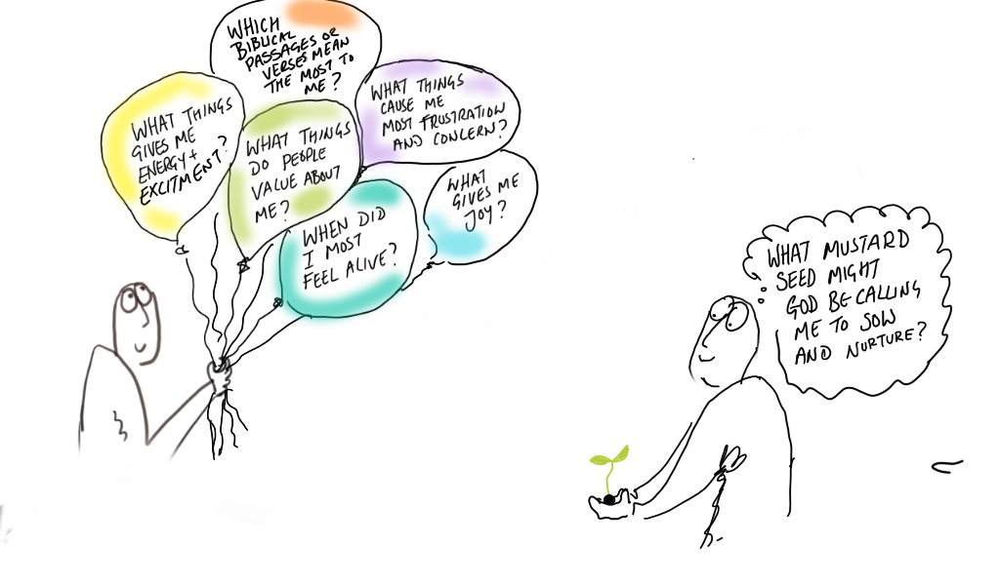 WHICH
BIBLICAL
PASSAGES OR
VERSES MEAN
THE MOST TO
ME?
WHAT THINGS
GIVES ME
ENERGY +
EXCITMENT?
WHAT THINGS
DO PEOPLE
VALUE ABOUT
ME?
WHAT THINGS
CAUSE ME
MOST FRUSTRATION
AND CONCERN?
WHEN DID
I MOST
FEEL ALIVE?
WHAT
GIVES ME
JOY?
WHAT MUSTARD
SEED MIGHT
GOD BE CALLING
ME TO SOW
AND NURTURE?